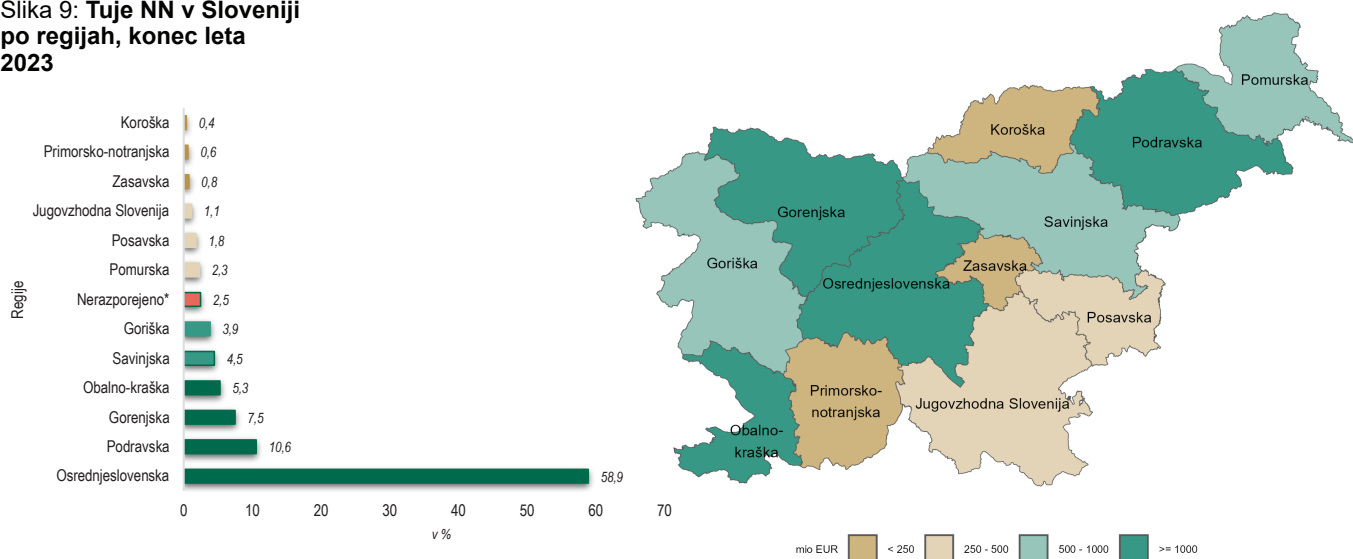 Slika 9: Tuje NN v Sloveniji
po regijah, konec leta
2023
Regije
Koroška 0,4
Primorsko-notranjska 0,6
Zasavska 0,8
Jugovzhodna Slovenija 1,1
Posavska 1,8
Pomurska 2,3
Nerazporejeno* 2,5
Goriška 3,9
Savinjska 4,5
Obalno-kraška 5,3
Gorenjska 7,5
Podravska 10,6
Osrednjeslovenska 58,9
0 10 20 30 40 50 60 70
v %
Pomurska
Koroška
Podravska
Gorenjska
Savinjska
Goriška
Zasavska
Osrednjeslovenska
Posavska
Primorsko-
notranjska
Jugovzhodna Slovenija
Obalno-
kraška
mio EUR < 250 250 - 500 500 - 1000 >= 1000